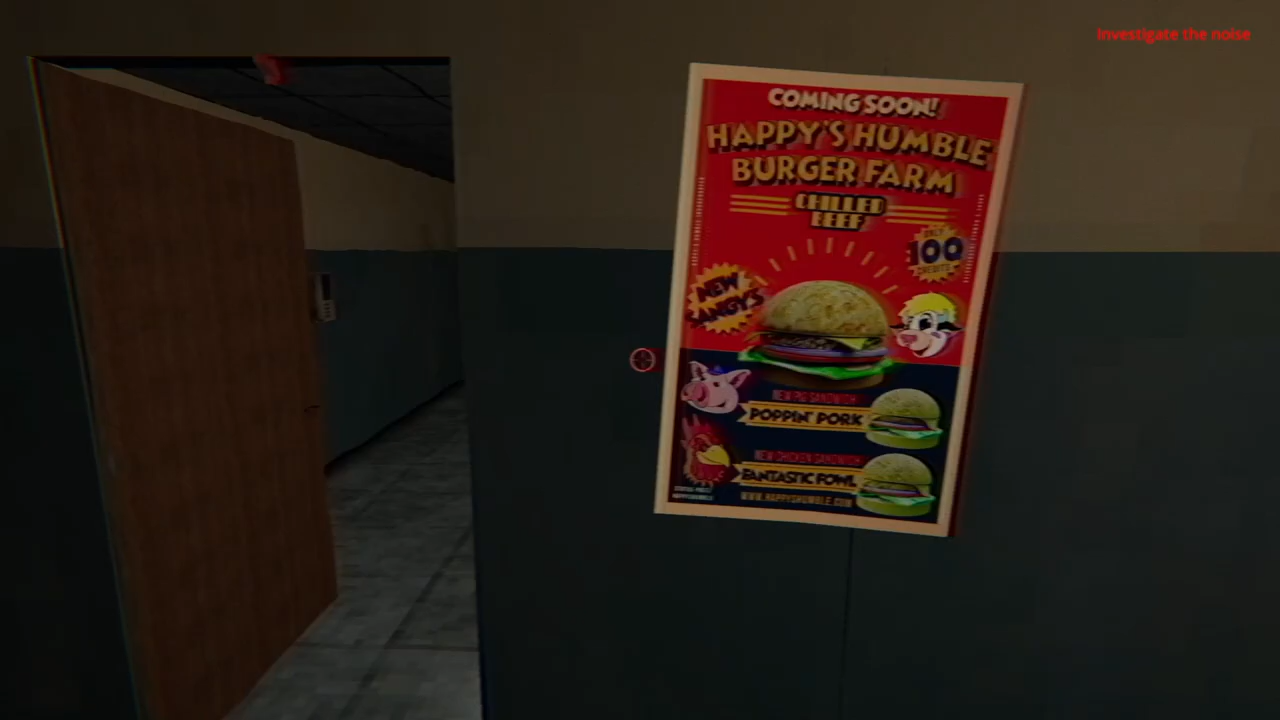 Investigate the noise
COMING SOON!
HAPPY'S HUMBLE
BURGER FARM
CHILLED
BEEF
ONLY
100
CREDITS
NEW
TANGY'S
NEW PIG SANDWICH
POPPIN' PORK
NEW CHICKEN SANDWICH
FANTASTIC FOWL
WWW.HAPPYSHUMBLE.COM